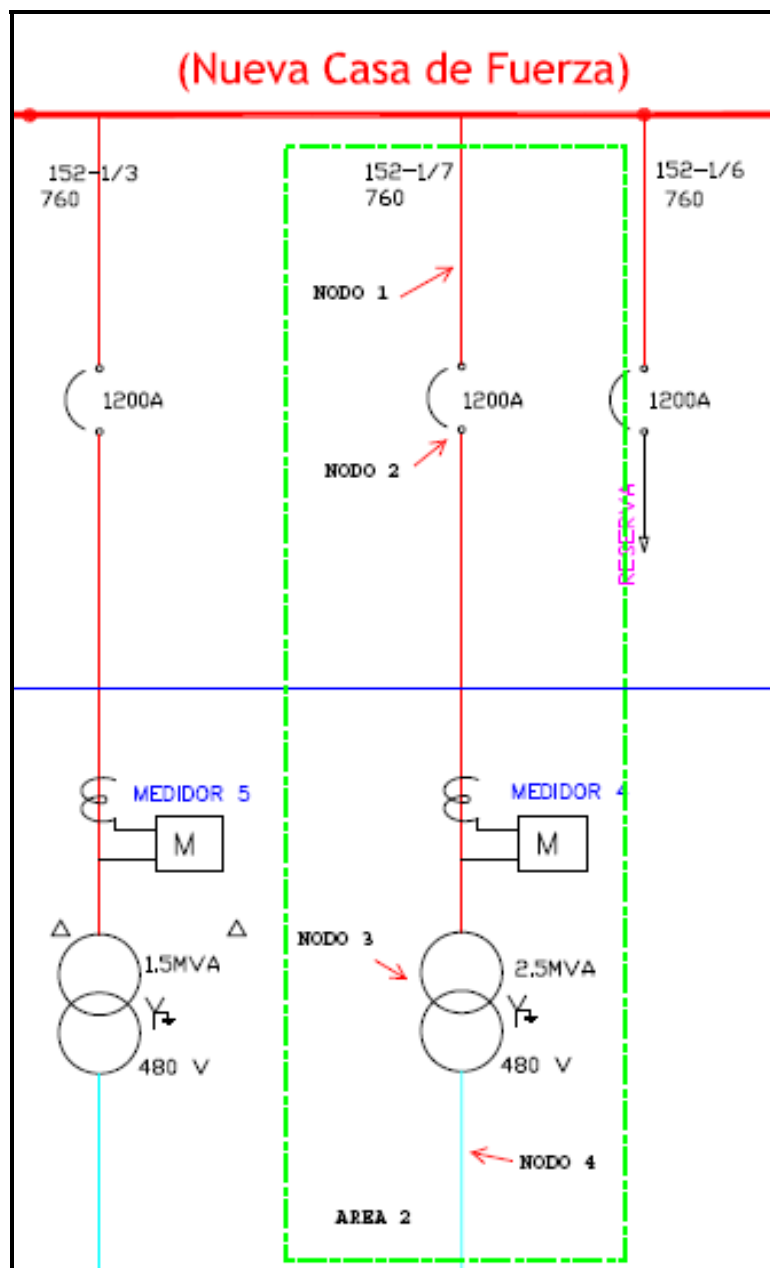 (Nueva Casa de Fuerza)
152-1/3
760
152-1/7
760
152-1/6
760
NODO 1
1200A
1200A
1200A
NODO 2
RESERVA
MEDIDOR 5
MEDIDOR 4
M
M
NODO 3
1.5MVA
2.5MVA
480 V
480 V
NODO 4
AREA 2